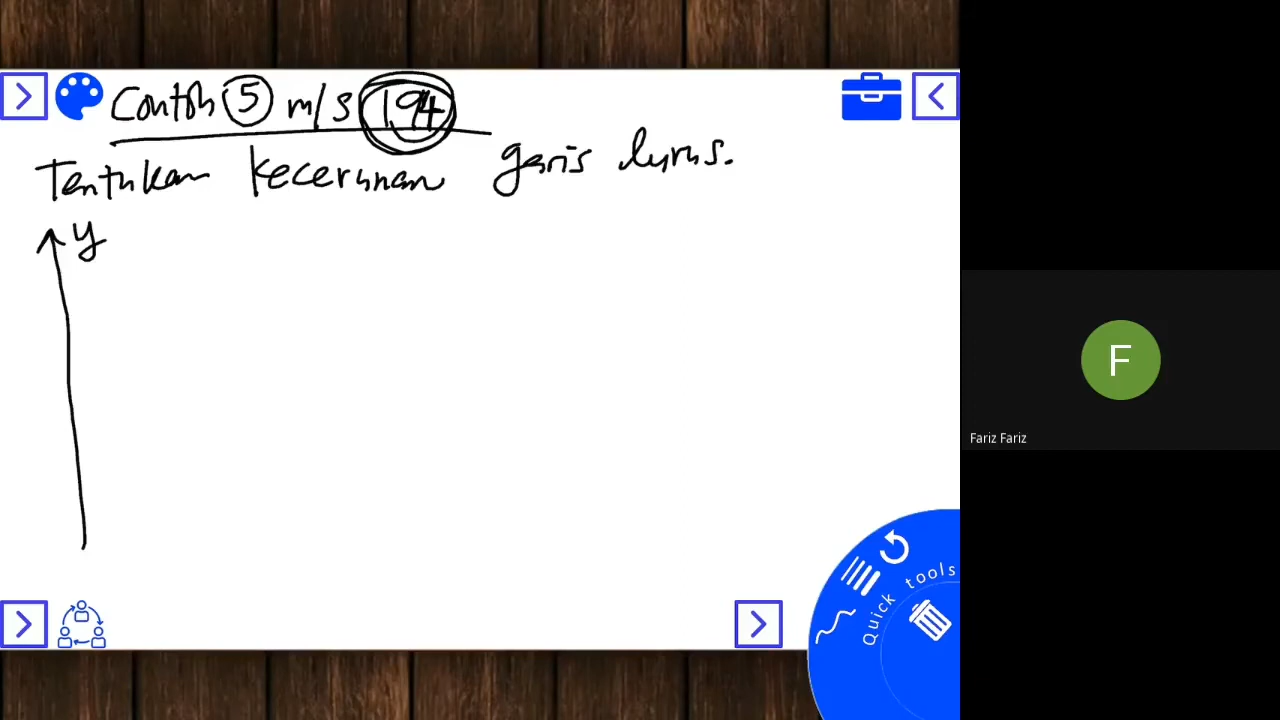 Contoh 5 m/s 194
Tentukan kecerunan garis lurus.
y
Quick tools
F
Fariz Fariz